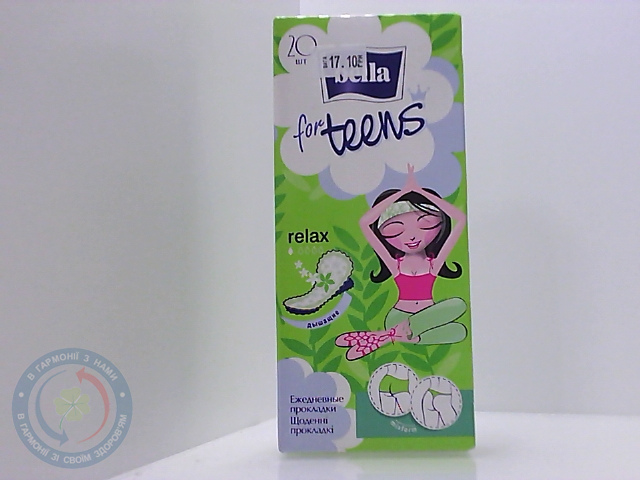 20
шт
17.10
bella
for teens
relax
дышащие
Ежедневные
прокладки
Щоденні
прокладкі
В ГАРМОНІЇ З НАМИ
В ГАРМОНІЇ ЗІ СВОЇМ ЗДОРОВ'ЯМ